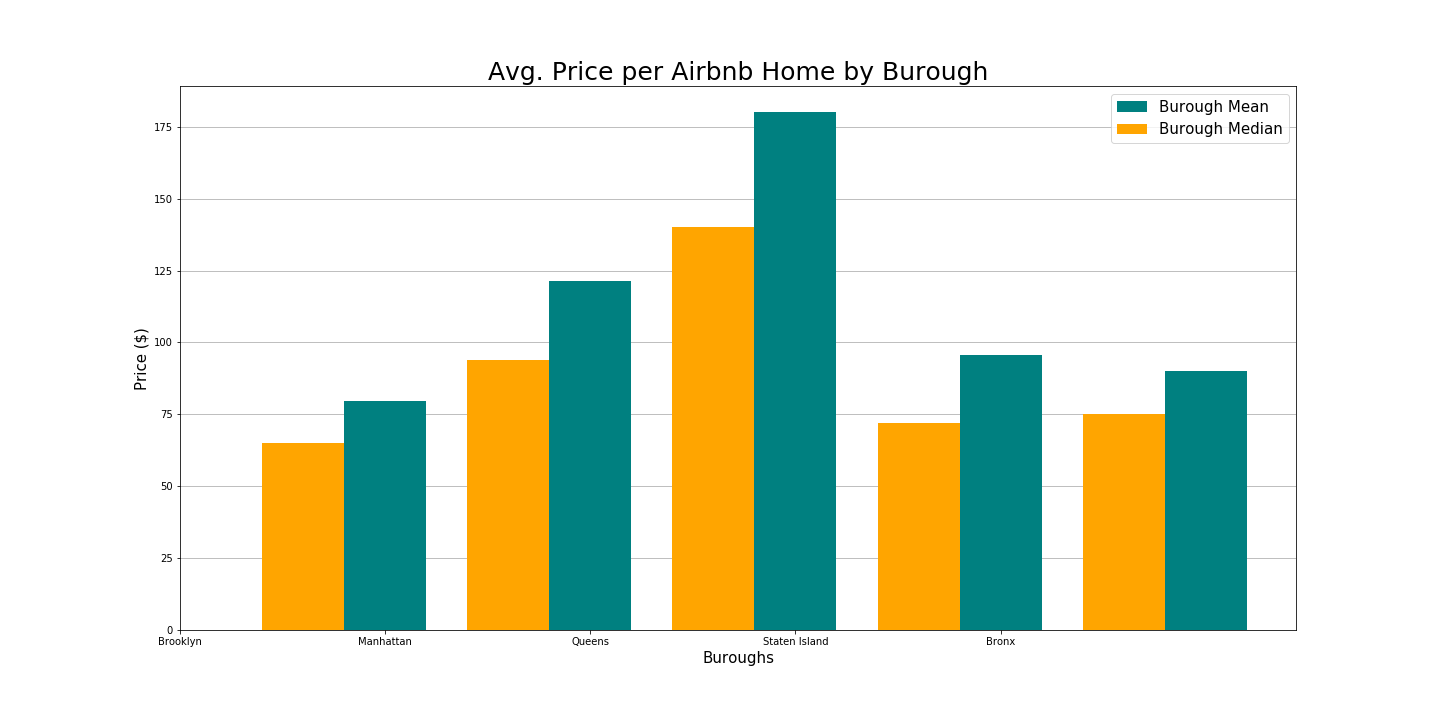 Avg. Price per Airbnb Home by Burough
Burough Mean
Burough Median
175
150
125
100
75
50
25
0
Price ($)
Brooklyn
Manhattan
Queens
Staten Island
Bronx
Buroughs